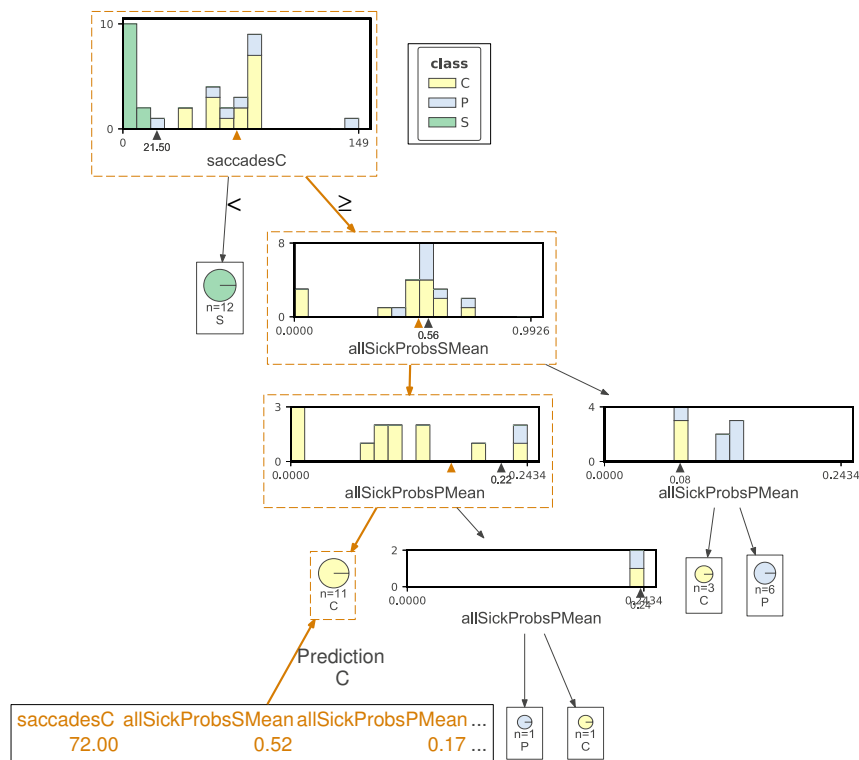 10
0
0
149
21.50
saccadesC
class
C
P
S
<
≥
n=12
S
8
0
0.0000
0.9926
0.56
allSickProbsSMean
3
0
0.0000
0.2434
0.22
allSickProbsPMean
4
0
0.0000
0.2434
0.08
allSickProbsPMean
n=11
C
2
0
0.0000
0.2434
0.24
allSickProbsPMean
n=3
C
n=6
P
Prediction
C
saccadesC allSickProbsSMean allSickProbsPMean ...
72.00 0.52 0.17 ...
n=1
P
n=1
C